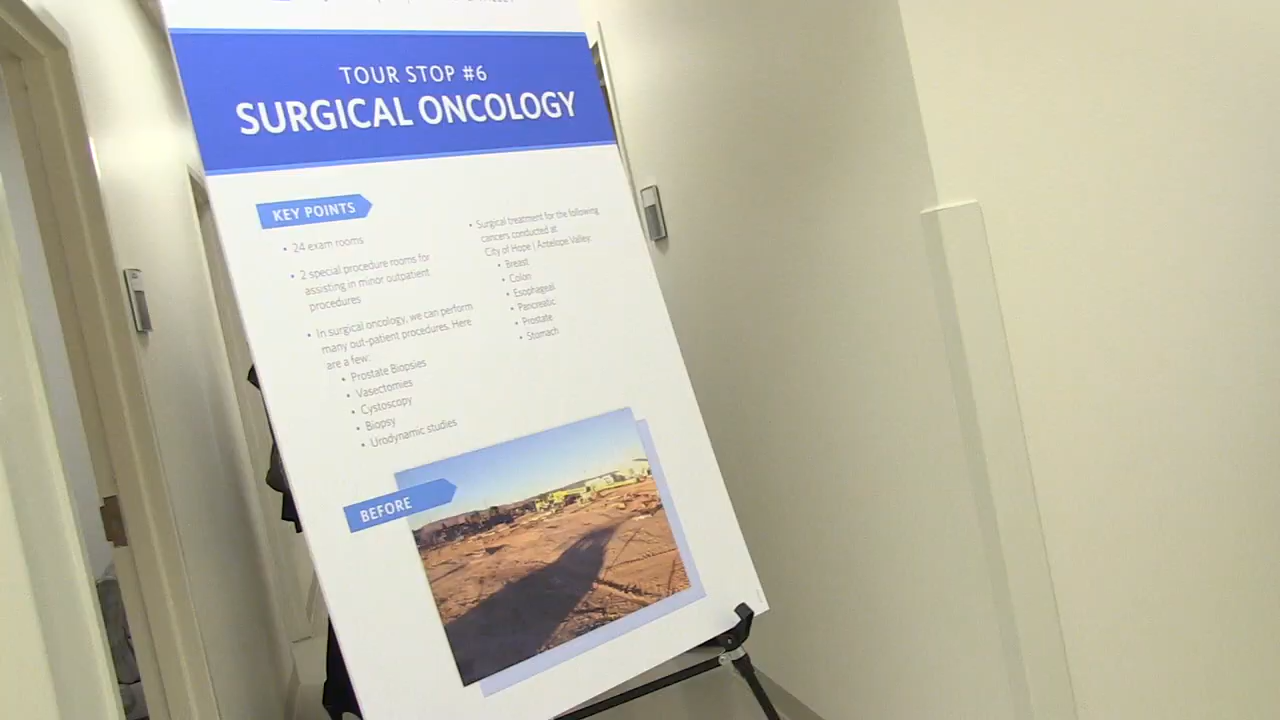 TOUR STOP #6
SURGICAL ONCOLOGY
KEY POINTS
• 24 exam rooms
• 2 special procedure rooms for
assisting in minor outpatient
procedures
• In surgical oncology, we can perform
many out-patient procedures. Here
are a few:
• Prostate Biopsies
• Vasectomies
• Cystoscopy
• Biopsy
• Urodynamic studies
• Surgical treatment for the following
cancers conducted at
City of Hope | Antelope Valley:
• Breast
• Colon
• Esophageal
• Pancreatic
• Prostate
• Stomach
BEFORE